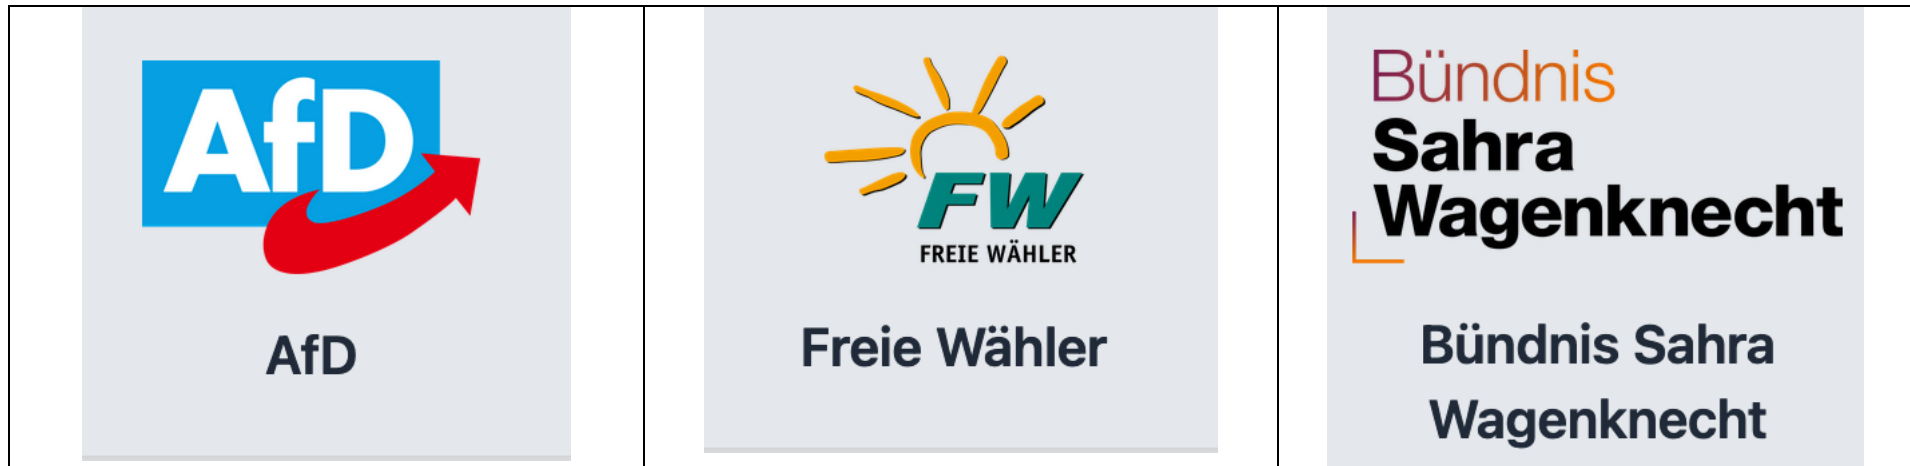 AfD
AfD
FW
FREIE WÄHLER
Freie Wähler
Bündnis
Sahra
Wagenknecht
Bündnis Sahra
Wagenknecht